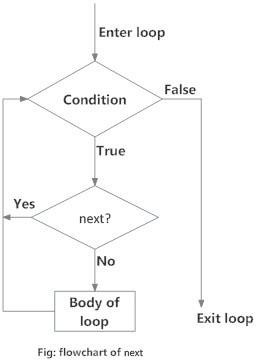 Enter loop
Condition
False
True
Yes
next?
No
Body of
loop
Exit loop
Fig: flowchart of next